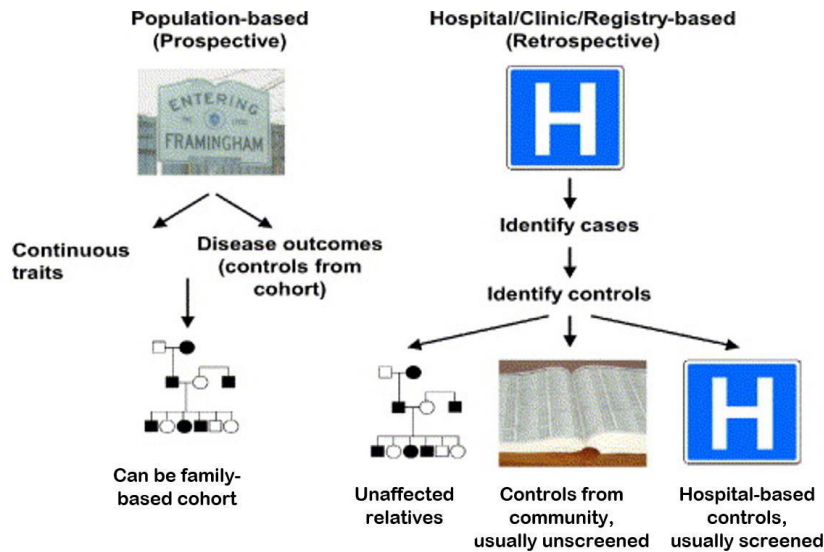 Population-based
(Prospective)
Hospital/Clinic/Registry-based
(Retrospective)
ENTERING
FRAMINGHAM
H
Identify cases
Continuous
traits
Disease outcomes
(controls from
cohort)
Identify controls
H
Can be family-
based cohort
Unaffected
relatives
Controls from
community,
usually unscreened
Hospital-based
controls,
usually screened